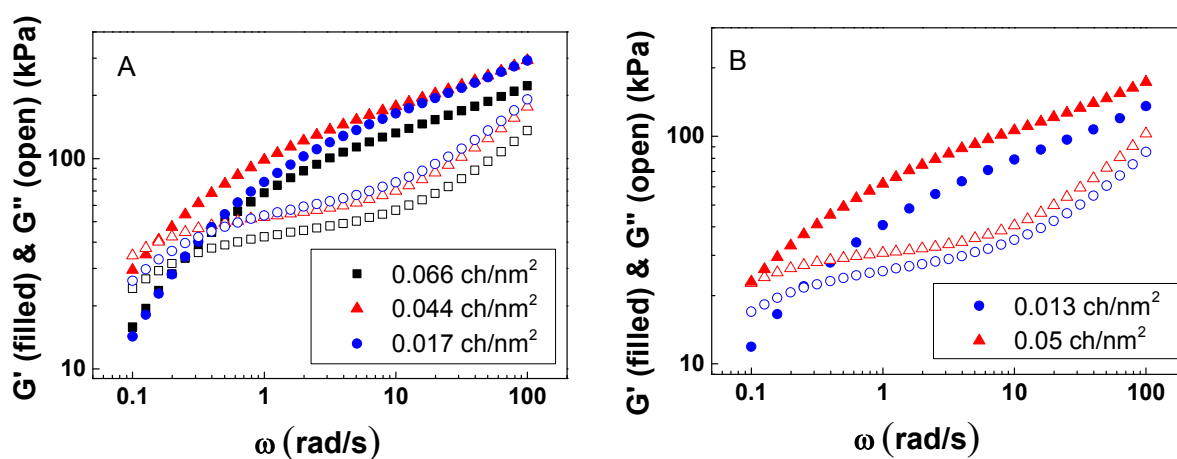 A
G' (filled) & G" (open) (kPa)
100
10
0.066 ch/nm²
0.044 ch/nm²
0.017 ch/nm²
0.1 1 10 100
ω (rad/s)
B
G' (filled) & G" (open) (kPa)
100
10
0.013 ch/nm²
0.05 ch/nm²
0.1 1 10 100
ω (rad/s)